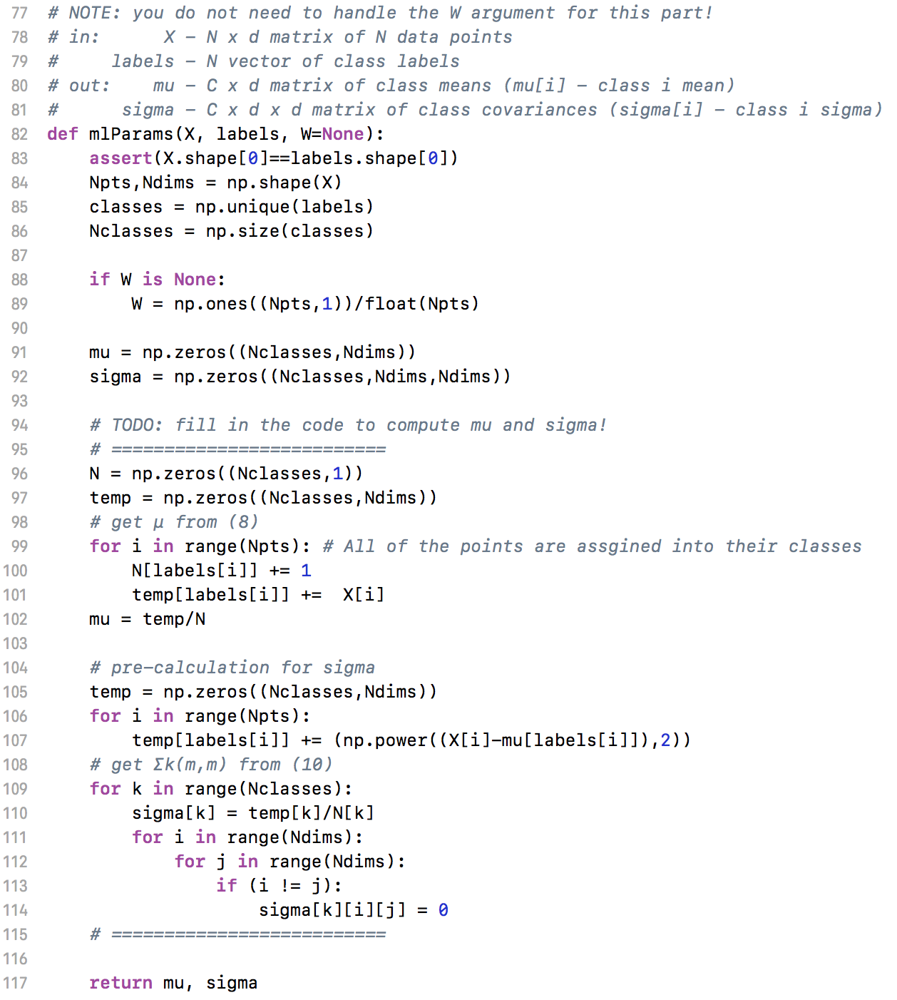 77 # NOTE: you do not need to handle the W argument for this part!
78 # in:      X - N x d matrix of N data points
79 #     labels - N vector of class labels
80 # out:    mu - C x d matrix of class means (mu[i] - class i mean)
81 #      sigma - C x d x d matrix of class covariances (sigma[i] - class i sigma)
82 def mlParams(X, labels, W=None):
83     assert(X.shape[0]==labels.shape[0])
84     Npts,Ndims = np.shape(X)
85     classes = np.unique(labels)
86     Nclasses = np.size(classes)
87
88     if W is None:
89         W = np.ones((Npts,1))/float(Npts)
90
91     mu = np.zeros((Nclasses,Ndims))
92     sigma = np.zeros((Nclasses,Ndims,Ndims))
93
94     # TODO: fill in the code to compute mu and sigma!
95     # ==========================
96     N = np.zeros((Nclasses,1))
97     temp = np.zeros((Nclasses,Ndims))
98     # get μ from (8)
99     for i in range(Npts): # All of the points are assgined into their classes
100         N[labels[i]] += 1
101         temp[labels[i]] +=  X[i]
102     mu = temp/N
103
104     # pre-calculation for sigma
105     temp = np.zeros((Nclasses,Ndims))
106     for i in range(Npts):
107         temp[labels[i]] += (np.power((X[i]-mu[labels[i]]),2))
108     # get Σk(m,m) from (10)
109     for k in range(Nclasses):
110         sigma[k] = temp[k]/N[k]
111         for i in range(Ndims):
112             for j in range(Ndims):
113                 if (i != j):
114                     sigma[k][i][j] = 0
115     # ==========================
116
117     return mu, sigma